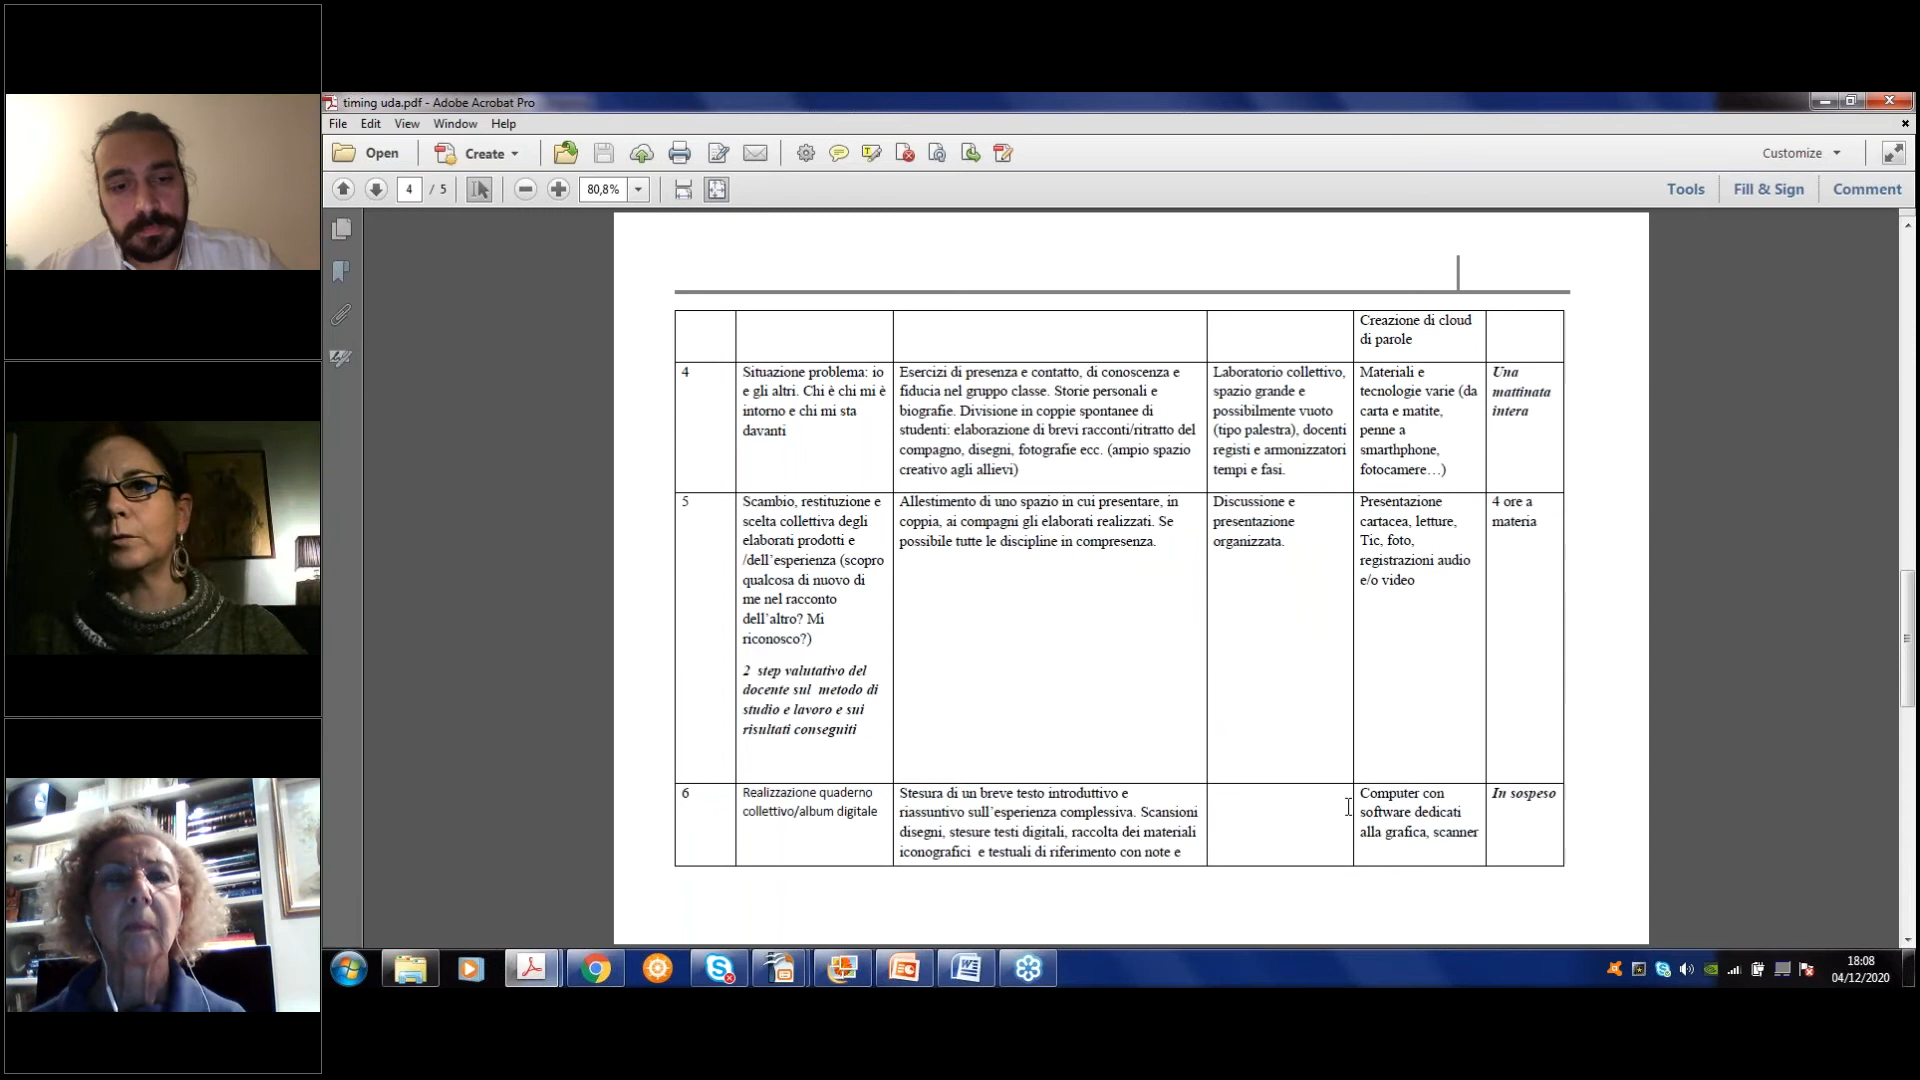 timing uda.pdf - Adobe Acrobat Pro
File Edit View Window Help
Open Create Customize
4 / 5 80,8% Tools Fill & Sign Comment
Creazione di cloud
di parole
4
Situazione problema: io
e gli altri. Chi è chi mi è
intorno e chi mi sta
davanti
Esercizi di presenza e contatto, di conoscenza e
fiducia nel gruppo classe. Storie personali e
biografie. Divisione in coppie spontanee di
studenti: elaborazione di brevi racconti/ritratto del
compagno, disegni, fotografie ecc. (ampio spazio
creativo agli allievi)
Laboratorio collettivo,
spazio grande e
possibilmente vuoto
(tipo palestra), docenti
registi e armonizzatori
tempi e fasi.
Materiali e
tecnologie varie (da
carta e matite,
penne a
smarthphone,
fotocamere…)
Una
mattinata
intera
5
Scambio, restituzione e
scelta collettiva degli
elaborati prodotti e
/dell’esperienza (scopro
qualcosa di nuovo di
me nel racconto
dell’altro? Mi
riconosco?)
2 step valutativo del
docente sul metodo di
studio e lavoro e sui
risultati conseguiti
Allestimento di uno spazio in cui presentare, in
coppia, ai compagni gli elaborati realizzati. Se
possibile tutte le discipline in compresenza.
Discussione e
presentazione
organizzata.
Presentazione
cartacea, letture,
Tic, foto,
registrazioni audio
e/o video
4 ore a
materia
6
Realizzazione quaderno
collettivo/album digitale
Stesura di un breve testo introduttivo e
riassuntivo sull’esperienza complessiva. Scansioni
disegni, stesure testi digitali, raccolta dei materiali
iconografici e testuali di riferimento con note e
Computer con
software dedicati
alla grafica, scanner
In sospeso
18:08
04/12/2020